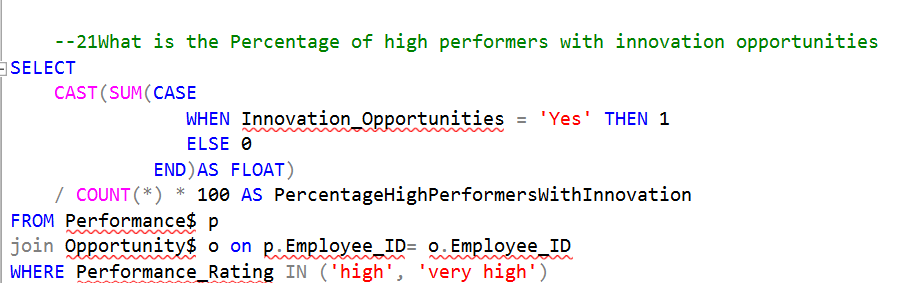 --21What is the Percentage of high performers with innovation opportunities
SELECT
CAST(SUM(CASE
WHEN Innovation_Opportunities = 'Yes' THEN 1
ELSE 0
END)AS FLOAT)
/ COUNT(*) * 100 AS PercentageHighPerformersWithInnovation
FROM Performance$ p
join Opportunity$ o on p.Employee_ID= o.Employee_ID
WHERE Performance_Rating IN ('high', 'very high')